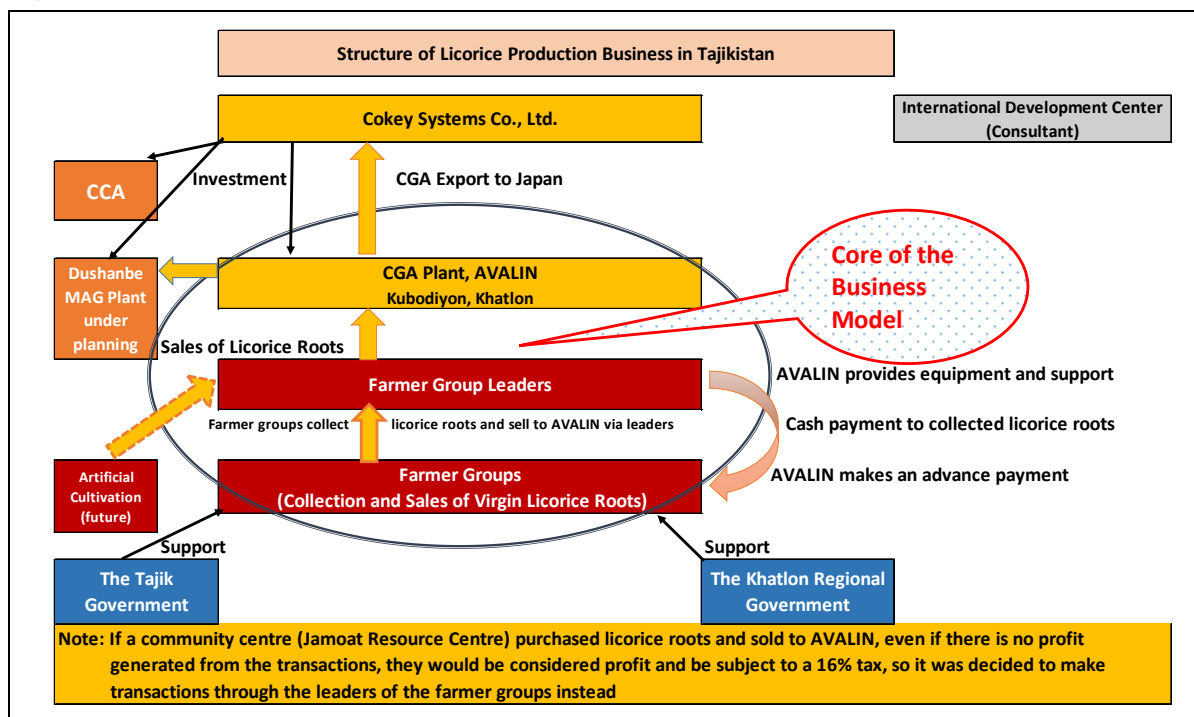 Structure of Licorice Production Business in Tajikistan
Cokey Systems Co., Ltd.
International Development Center
(Consultant)
CCA
Investment
CGA Export to Japan
Core of the
Business
Model
Dushanbe
MAG Plant
under
planning
CGA Plant, AVALIN
Kubodiyon, Khatlon
Sales of Licorice Roots
Farmer Group Leaders
AVALIN provides equipment and support
Farmer groups collect licorice roots and sell to AVALIN via leaders
Cash payment to collected licorice roots
Artificial
Cultivation
(future)
Farmer Groups
(Collection and Sales of Virgin Licorice Roots)
AVALIN makes an advance payment
Support
Support
The Tajik
Government
The Khatlon Regional
Government
Note: If a community centre (Jamoat Resource Centre) purchased licorice roots and sold to AVALIN, even if there is no profit
generated from the transactions, they would be considered profit and be subject to a 16% tax, so it was decided to make
transactions through the leaders of the farmer groups instead